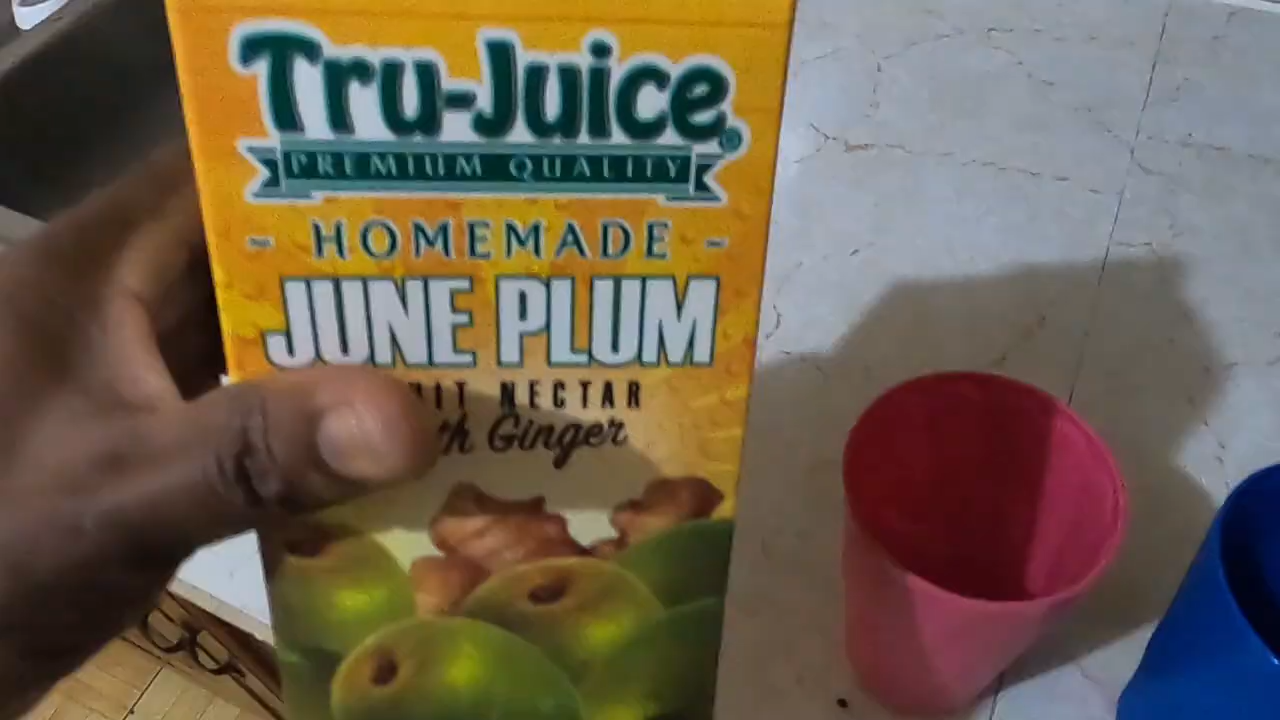 Tru-Juice®
PREMIUM QUALITY
- HOMEMADE -
JUNE PLUM
NECTAR
Ginger